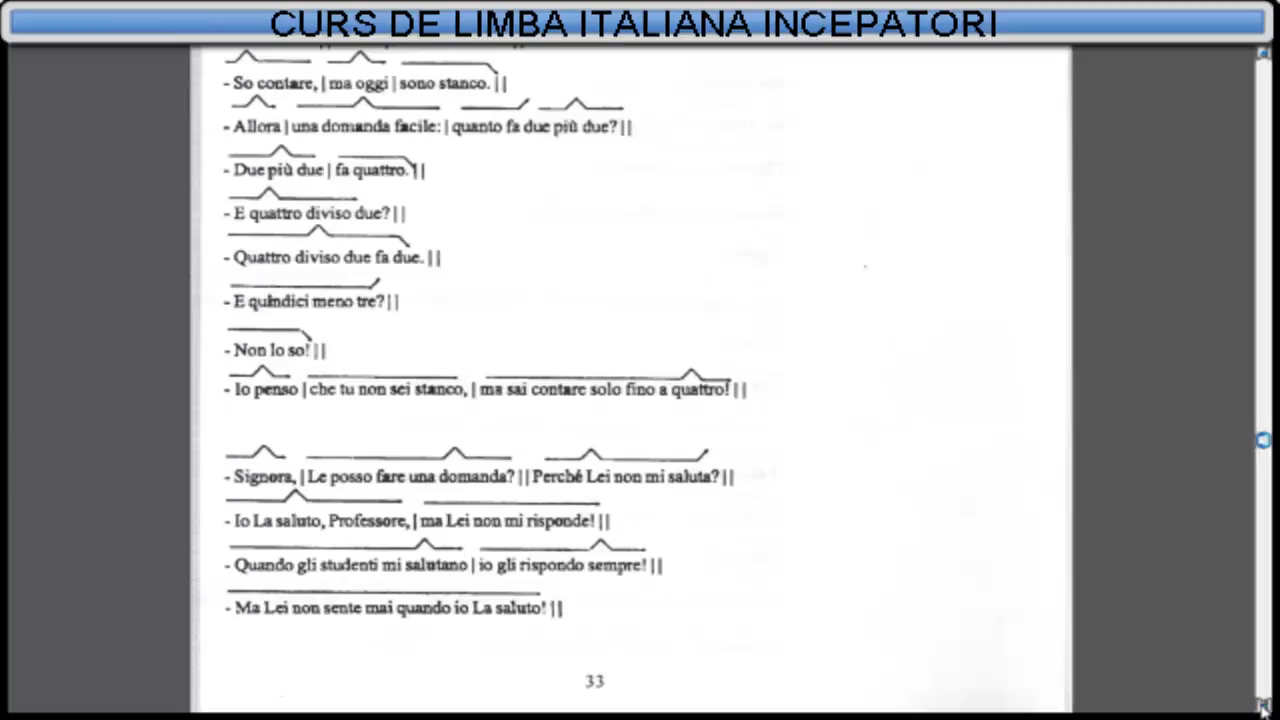 CURS DE LIMBA ITALIANA INCEPATORI
- So contare, | ma oggi | sono stanco. ||
- Allora | una domanda facile: | quanto fa due più due? ||
- Due più due | fa quattro. ||
- E quattro diviso due? ||
- Quattro diviso due fa due. ||
- E quindici meno tre? ||
- Non lo so! ||
- Io penso | che tu non sei stanco, | ma sai contare solo fino a quattro! ||
- Signora, | Le posso fare una domanda? || Perché Lei non mi saluta? ||
- Io La saluto, Professore, | ma Lei non mi risponde! ||
- Quando gli studenti mi salutano | io gli rispondo sempre! ||
- Ma Lei non sente mai quando io La saluto! ||
33